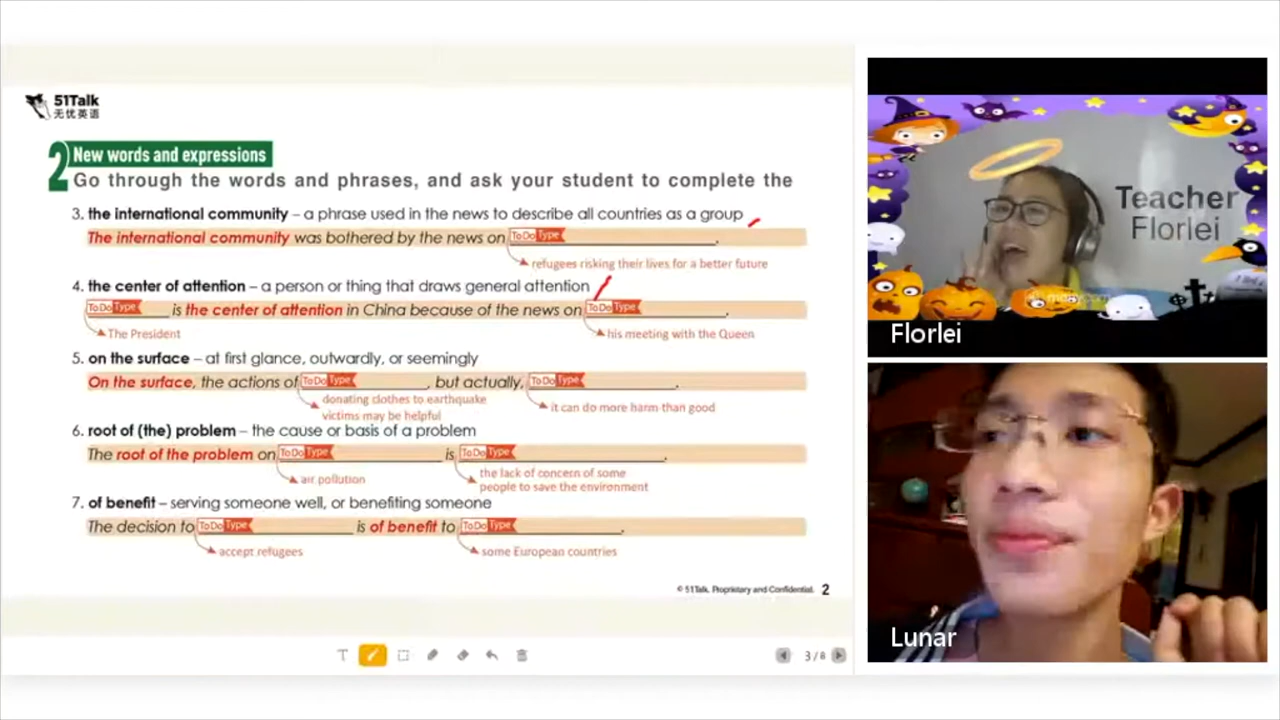 51Talk
无忧英语
2 New words and expressions
Go through the words and phrases, and ask your student to complete the
3. the international community – a phrase used in the news to describe all countries as a group
The international community was bothered by the news on ToDo Type ____.
refugees risking their lives for a better future
4. the center of attention – a person or thing that draws general attention
ToDo Type ____ is the center of attention in China because of the news on ToDo Type ____.
The President
his meeting with the Queen
5. on the surface – at first glance, outwardly, or seemingly
On the surface, the actions of ToDo Type ____, but actually, ToDo Type ____.
donating clothes to earthquake
victims may be helpful
it can do more harm than good
6. root of (the) problem – the cause or basis of a problem
The root of the problem on ToDo Type ____ is ToDo Type ____.
air pollution
the lack of concern of some
people to save the environment
7. of benefit – serving someone well, or benefiting someone
The decision to ToDo Type ____ is of benefit to ToDo Type ____.
accept refugees
some European countries
© 51Talk. Proprietary and Confidential. 2
T
3/8
Teacher
Florlei
Florlei
Lunar